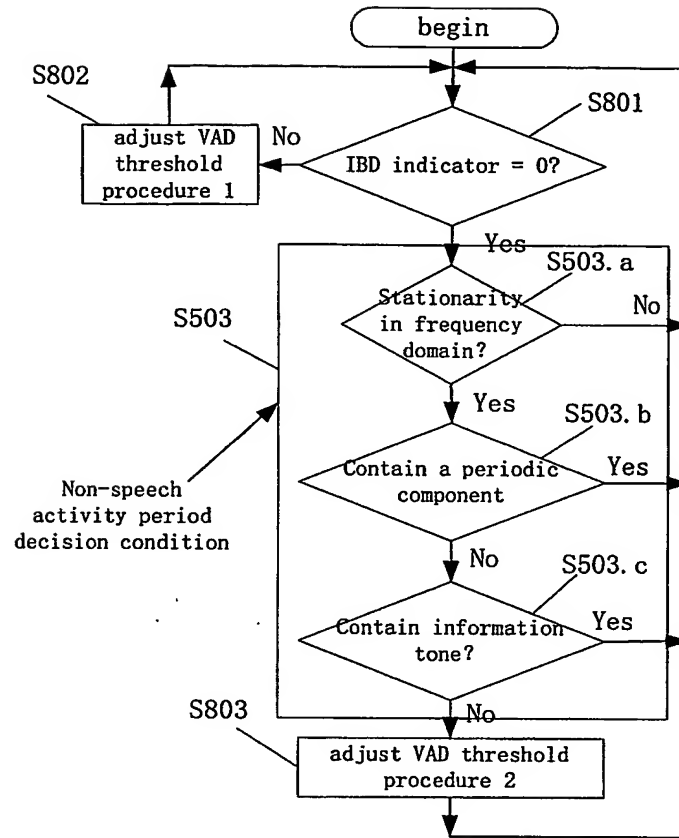 begin
S802
S801
adjust VAD
threshold
procedure 1
No
IBD indicator = 0?
Yes
S503.a
Stationarity
in frequency
domain?
No
S503
Yes
S503.b
Contain a periodic
component
Yes
Non-speech
activity period
decision condition
No
S503.c
Contain information
tone?
Yes
S803
No
adjust VAD threshold
procedure 2